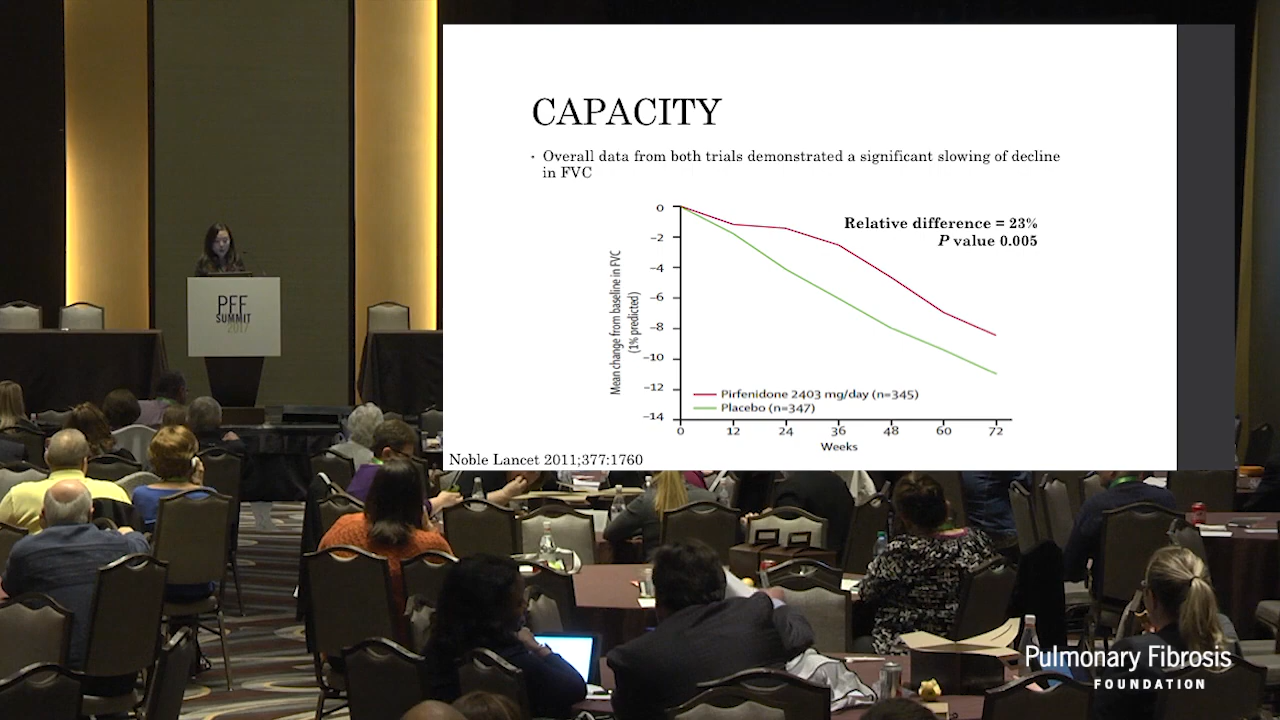 CAPACITY
• Overall data from both trials demonstrated a significant slowing of decline
in FVC
Relative difference = 23%
P value 0.005
Mean change from baseline in FVC
(1% predicted)
0
–2
–4
–6
–8
–10
–12
–14
Pirfenidone 2403 mg/day (n=345)
Placebo (n=347)
0 12 24 36 48 60 72
Weeks
Noble Lancet 2011;377:1760
PFF
SUMMIT
2017
Pulmonary Fibrosis
FOUNDATION